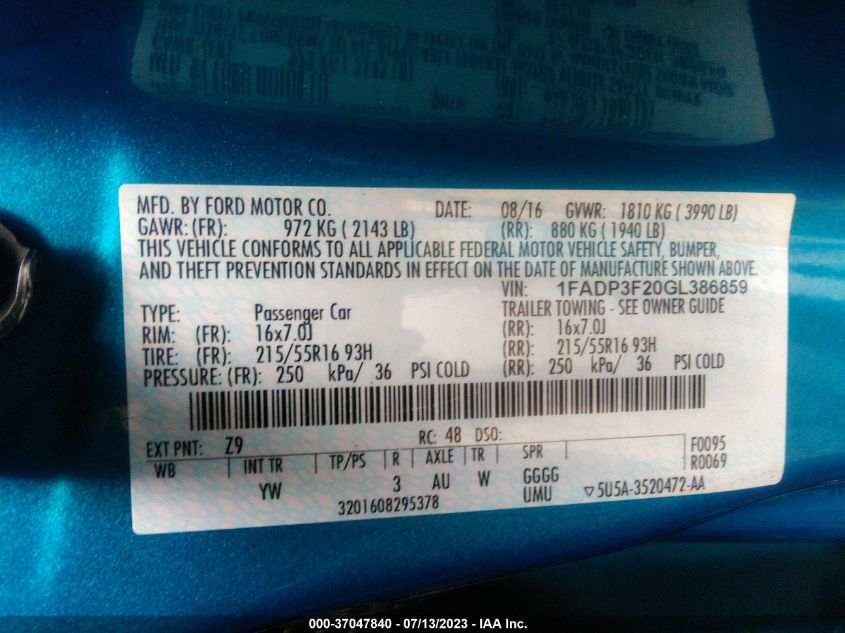 MFD. BY FORD MOTOR CO. DATE: 08/16 GVWR: 1810 KG ( 3990 LB)
GAWR: (FR): 972 KG ( 2143 LB) (RR): 880 KG ( 1940 LB)
THIS VEHICLE CONFORMS TO ALL APPLICABLE FEDERAL MOTOR VEHICLE SAFETY, BUMPER,
AND THEFT PREVENTION STANDARDS IN EFFECT ON THE DATE OF MANUFACTURE SHOWN ABOVE.
VIN: 1FADP3F20GL386859
TYPE: Passenger Car TRAILER TOWING - SEE OWNER GUIDE
RIM: (FR): 16x7.0J (RR): 16x7.0J
TIRE: (FR): 215/55R16 93H (RR): 215/55R16 93H
PRESSURE: (FR): 250 kPa/ 36 PSI COLD (RR): 250 kPa/ 36 PSI COLD
EXT PNT: Z9 RC: 48 DSO: F0095
WB INT TR TP/PS R AXLE TR SPR R0069
YW 3 AU W GGGG
UMU ▽5U5A-3520472-AA
3201608295378
000-37047840 - 07/13/2023 - IAA Inc.